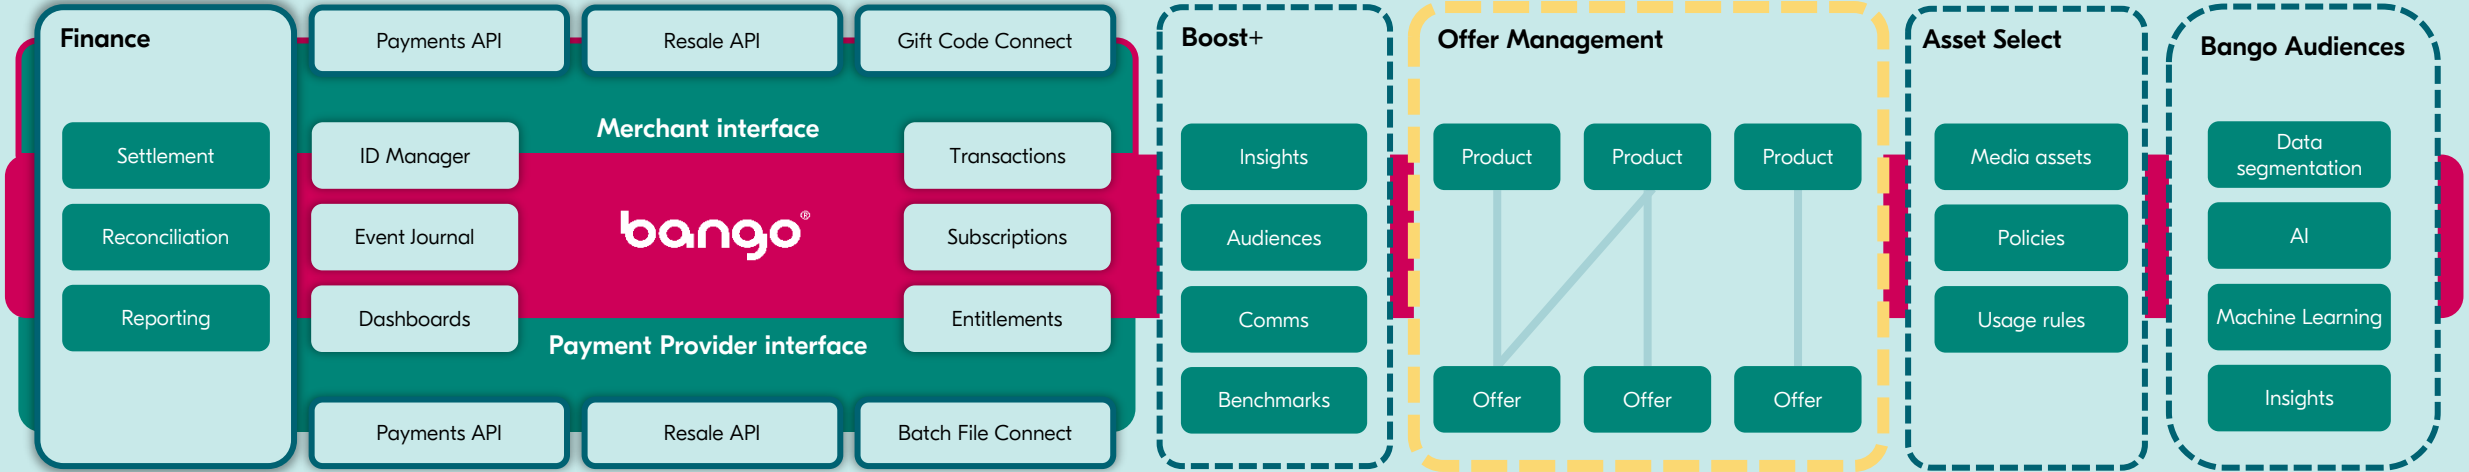 Finance
Settlement
Reconciliation
Reporting
Payments API
Resale API
Gift Code Connect
Merchant interface
ID Manager
Event Journal
Dashboards
bango®
Transactions
Subscriptions
Entitlements
Payment Provider interface
Payments API
Resale API
Batch File Connect
Boost+
Insights
Audiences
Comms
Benchmarks
Offer Management
Product
Product
Product
Offer
Offer
Offer
Asset Select
Media assets
Policies
Usage rules
Bango Audiences
Data
segmentation
AI
Machine Learning
Insights